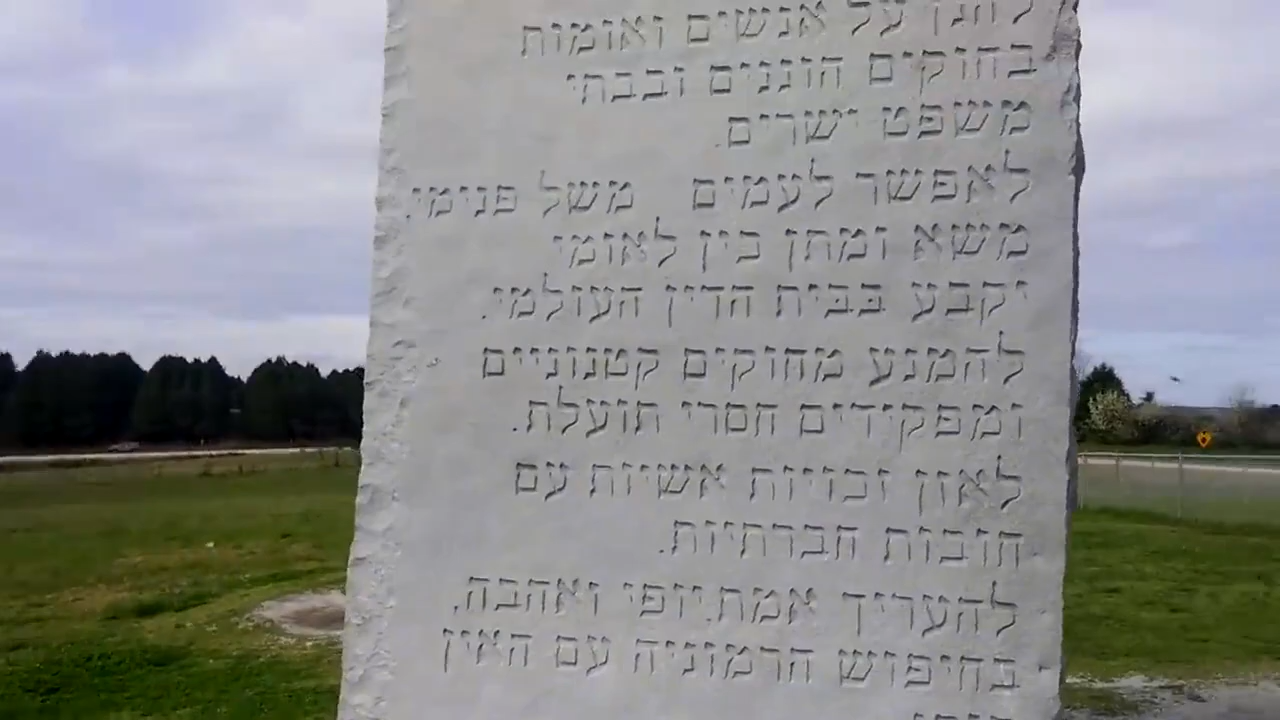 להגן על אנשים ואומות
בחוקים הוגנים ובבתי
משפט ישרים.
לאפשר לעמים משל פנימי,
משא ומתן בין לאומי
יקבע בבית הדין העולמי.
להמנע מחוקים קטנוניים
ומפקידים חסרי תועלת.
לאזן זכויות אשיות עם
חובות חברתיות.
להעריך אמת,יופי ואהבה,
בחיפוש הרמוניה עם האין